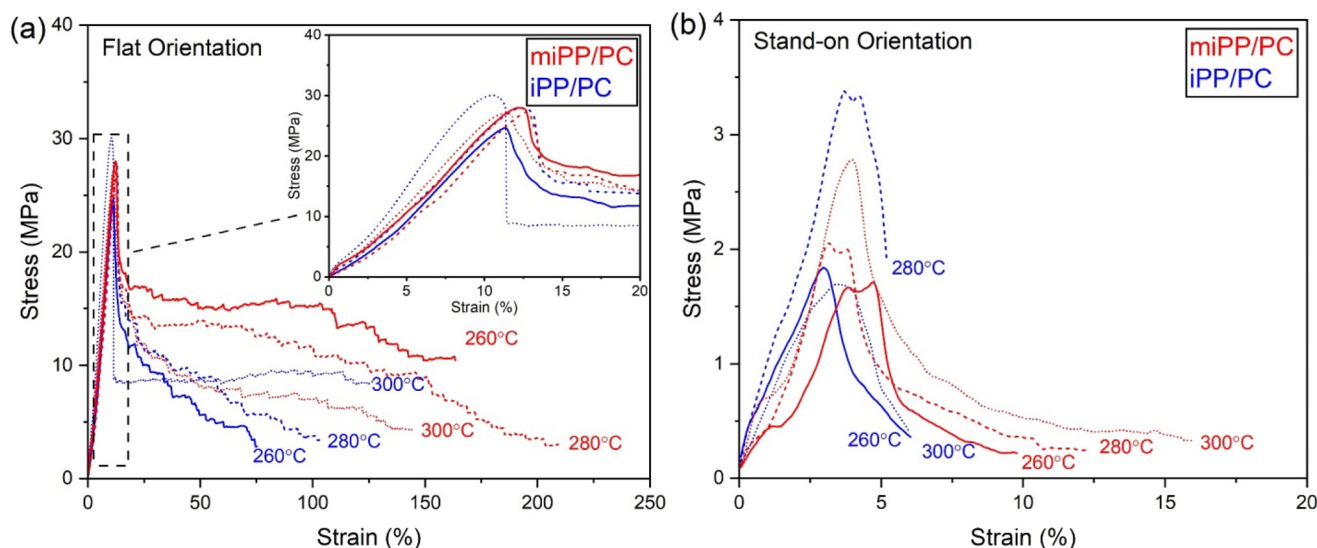 (a)
Flat Orientation
Stress (MPa)
40
30
20
10
0
Strain (%)
0
50
100
150
200
250
Stress (MPa)
40
30
20
10
0
Strain (%)
0
5
10
15
20
miPP/PC
iPP/PC
260°C
300°C
300°C
280°C
280°C
260°C
(b)
Stand-on Orientation
miPP/PC
iPP/PC
Stress (MPa)
4
3
2
1
0
Strain (%)
0
5
10
15
20
280°C
260°C
300°C
260°C
280°C
300°C